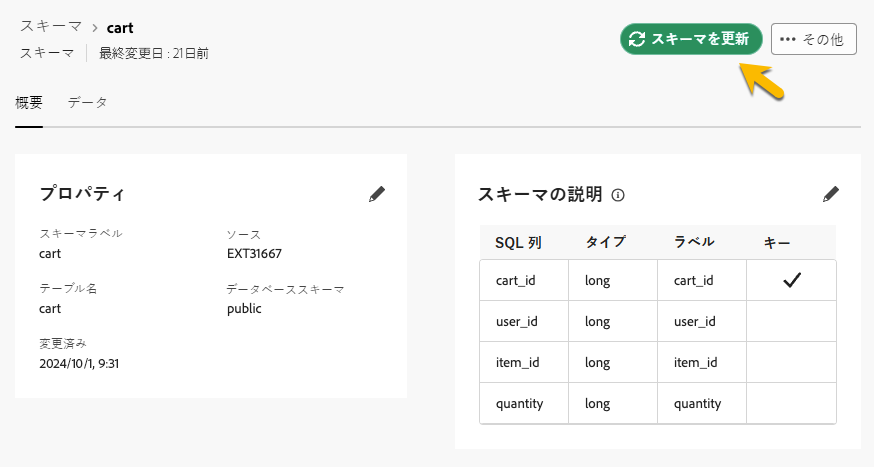 スキーマ > cart
スキーマ 最終変更日 : 21日前
スキーマを更新
••• その他
概要 データ
プロパティ
スキーマラベル ソース
cart EXT31667
テーブル名 データベーススキーマ
cart public
変更済み
2024/10/1, 9:31
スキーマの説明
SQL 列 タイプ ラベル キー
cart_id long cart_id ✓
user_id long user_id
item_id long item_id
quantity long quantity